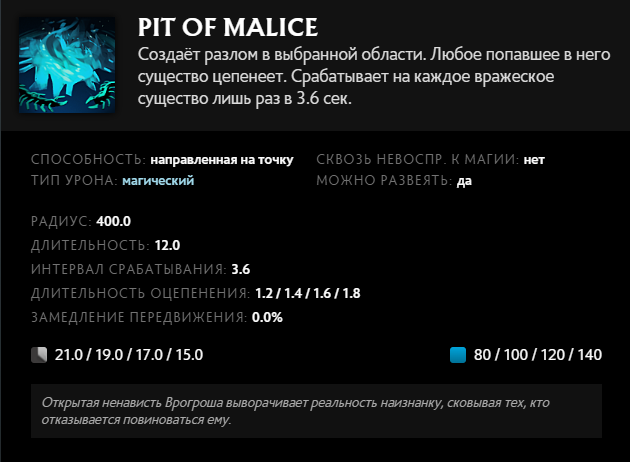 PIT OF MALICE
Создаёт разлом в выбранной области. Любое попавшее в него
существо цепенеет. Срабатывает на каждое вражеское
существо лишь раз в 3.6 сек.
СПОСОБНОСТЬ: направленная на точку
СКВОЗЬ НЕВОСПР. К МАГИИ: нет
ТИП УРОНА: магический
МОЖНО РАЗВЕЯТЬ: да
РАДИУС: 400.0
ДЛИТЕЛЬНОСТЬ: 12.0
ИНТЕРВАЛ СРАБАТЫВАНИЯ: 3.6
ДЛИТЕЛЬНОСТЬ ОЦЕПЕНЕНИЯ: 1.2 / 1.4 / 1.6 / 1.8
ЗАМЕДЛЕНИЕ ПЕРЕДВИЖЕНИЯ: 0.0%
21.0 / 19.0 / 17.0 / 15.0
80 / 100 / 120 / 140
Открытая ненависть Врогроша выворачивает реальность наизнанку, сковывая тех, кто
отказывается повиноваться ему.